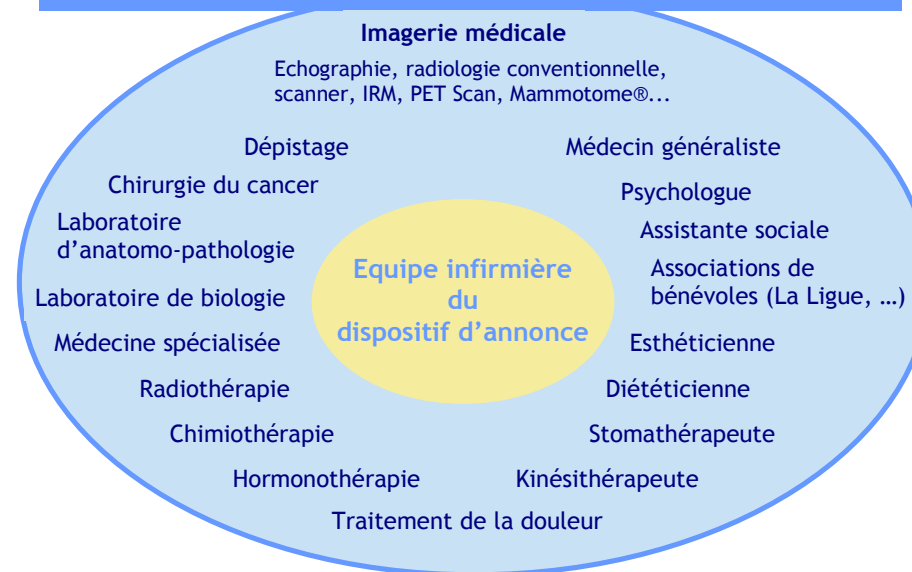 Imagerie médicale
Echographie, radiologie conventionnelle,
scanner, IRM, PET Scan, Mammotome®...
Dépistage
Médecin généraliste
Chirurgie du cancer
Psychologue
Laboratoire
d’anatomo-pathologie
Assistante sociale
Equipe infirmière
du
dispositif d’annonce
Associations de
bénévoles (La Ligue, …)
Laboratoire de biologie
Médecine spécialisée
Esthéticienne
Radiothérapie
Diététicienne
Chimiothérapie
Stomathérapeute
Hormonothérapie
Kinésithérapeute
Traitement de la douleur